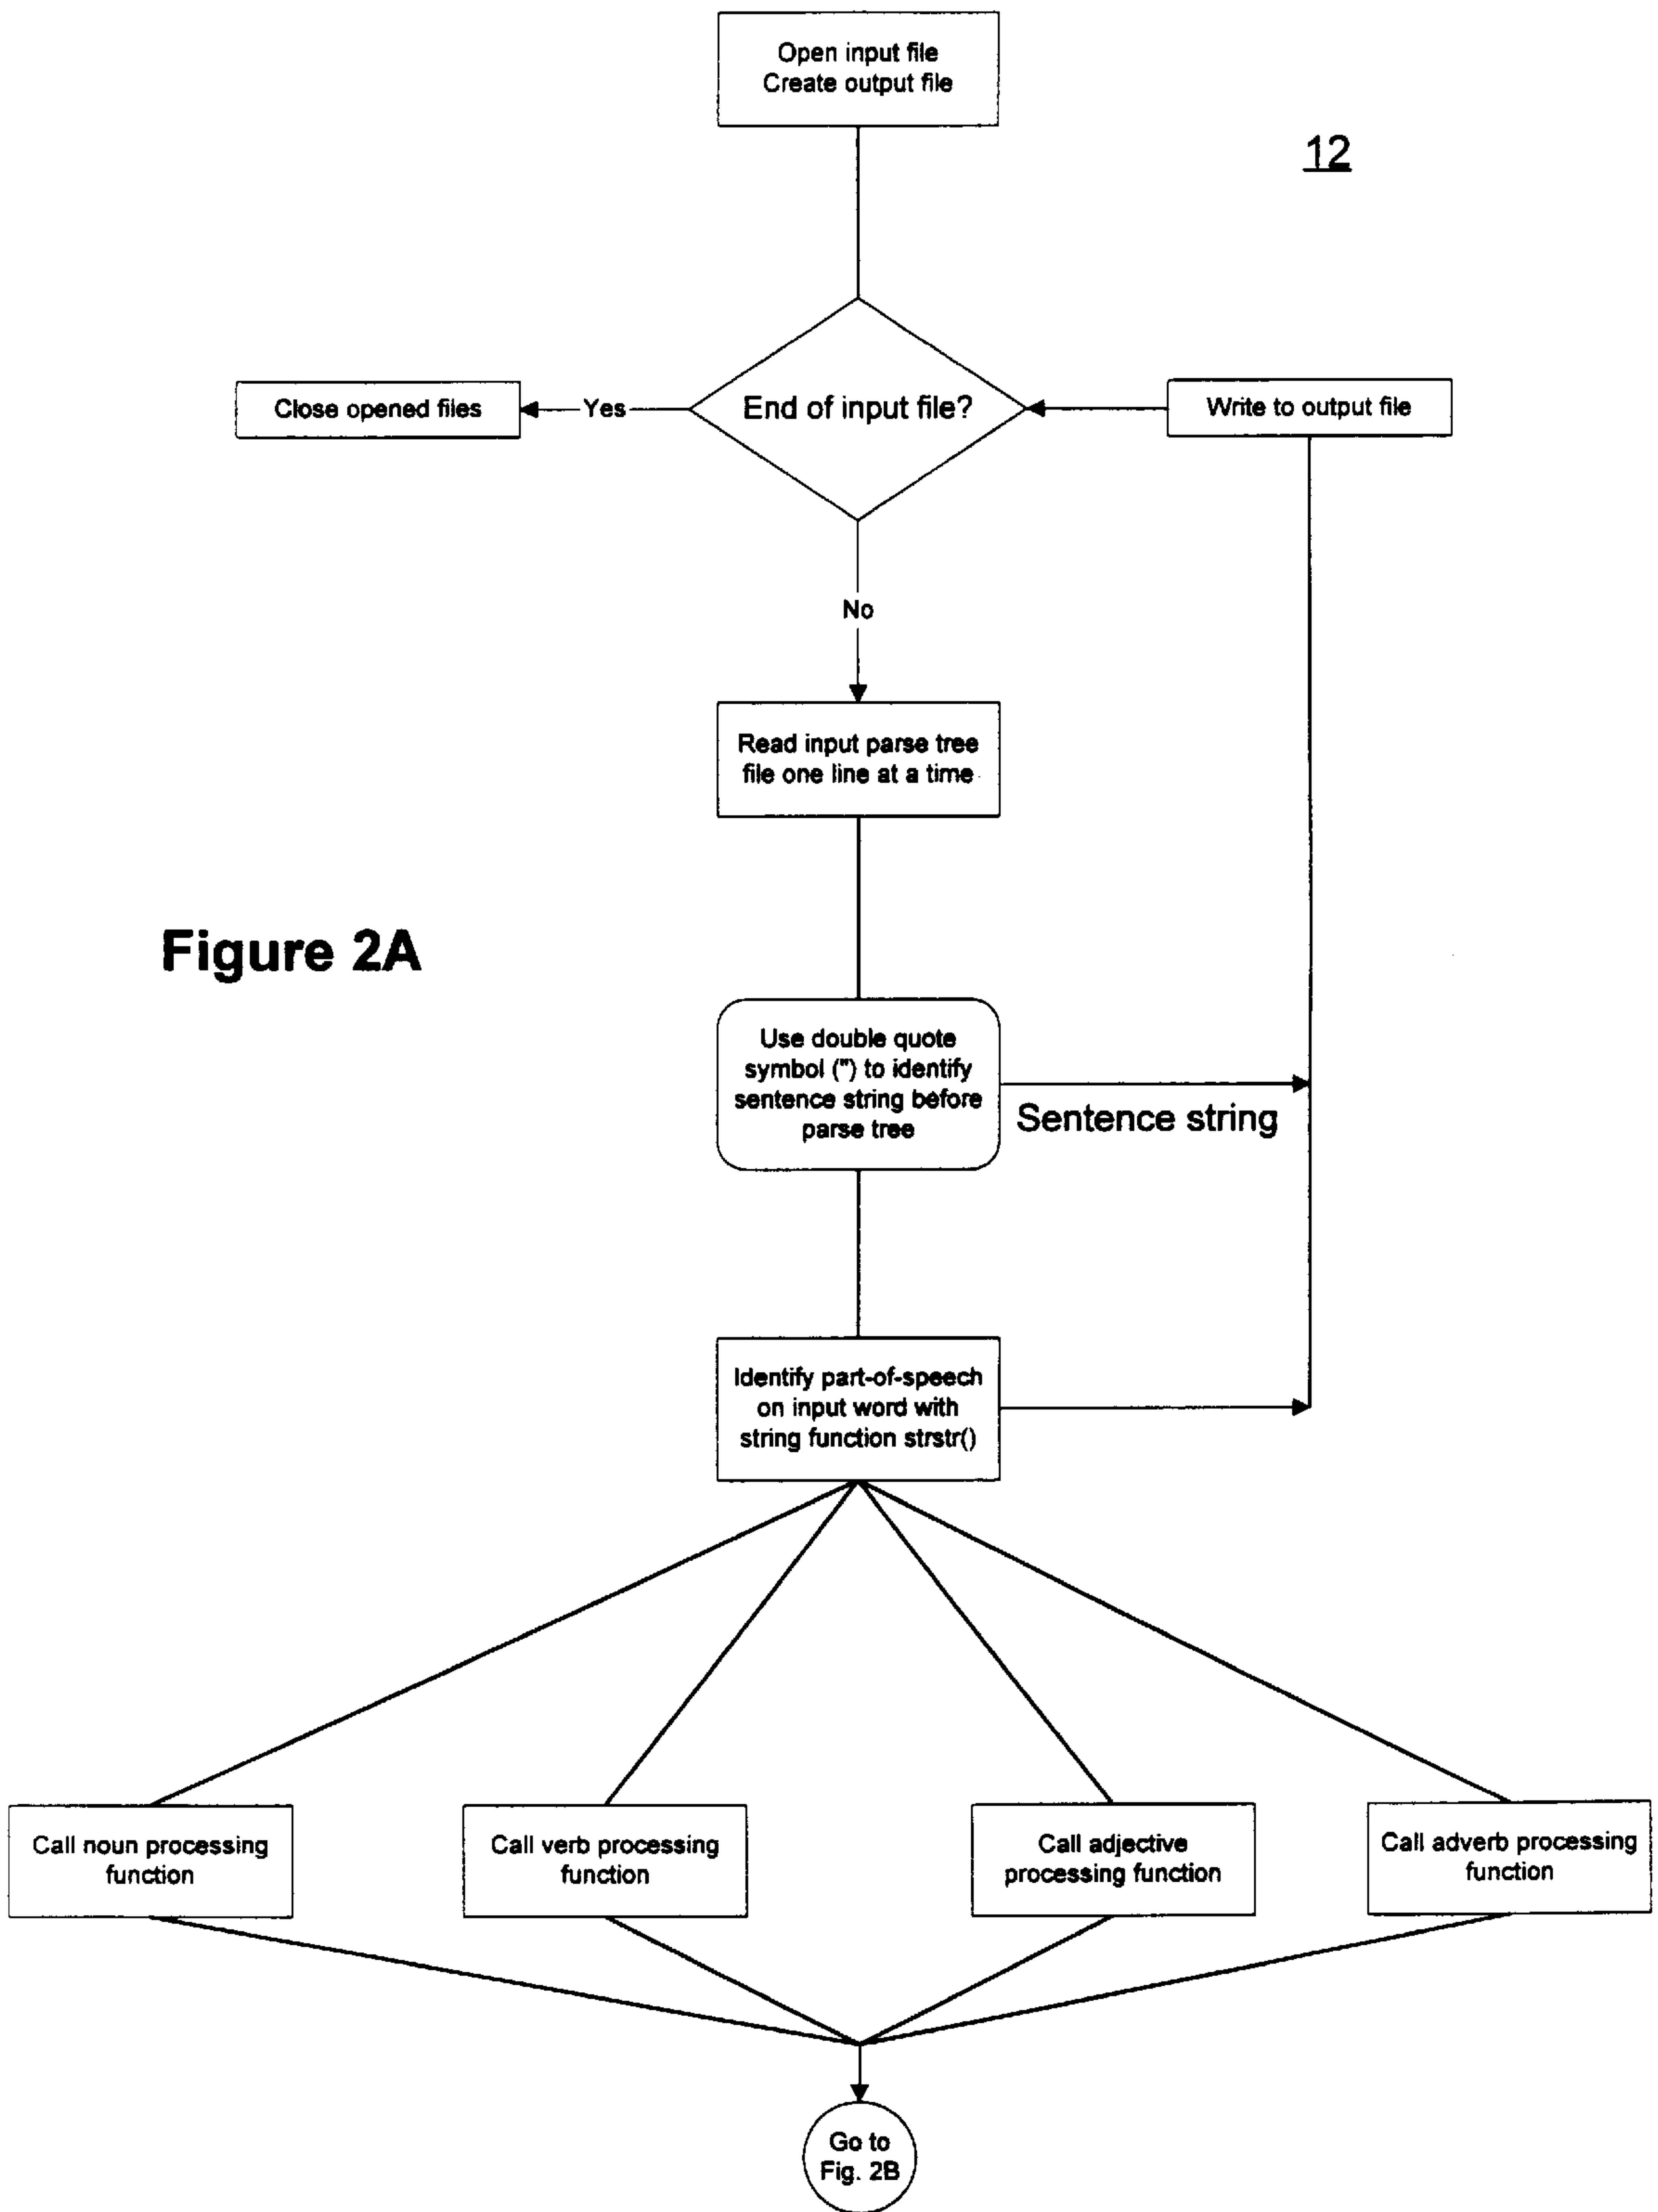 Open input file
Create output file
12
Close opened files
Yes
End of input file?
Write to output file
No
Read input parse tree
file one line at a time
Figure 2A
Use double quote
symbol (") to identify
sentence string before
parse tree
Sentence string
Identify part-of-speech
on input word with
string function strstr()
Call noun processing
function
Call verb processing
function
Call adjective
processing function
Call adverb processing
function
Go to
Fig. 2B